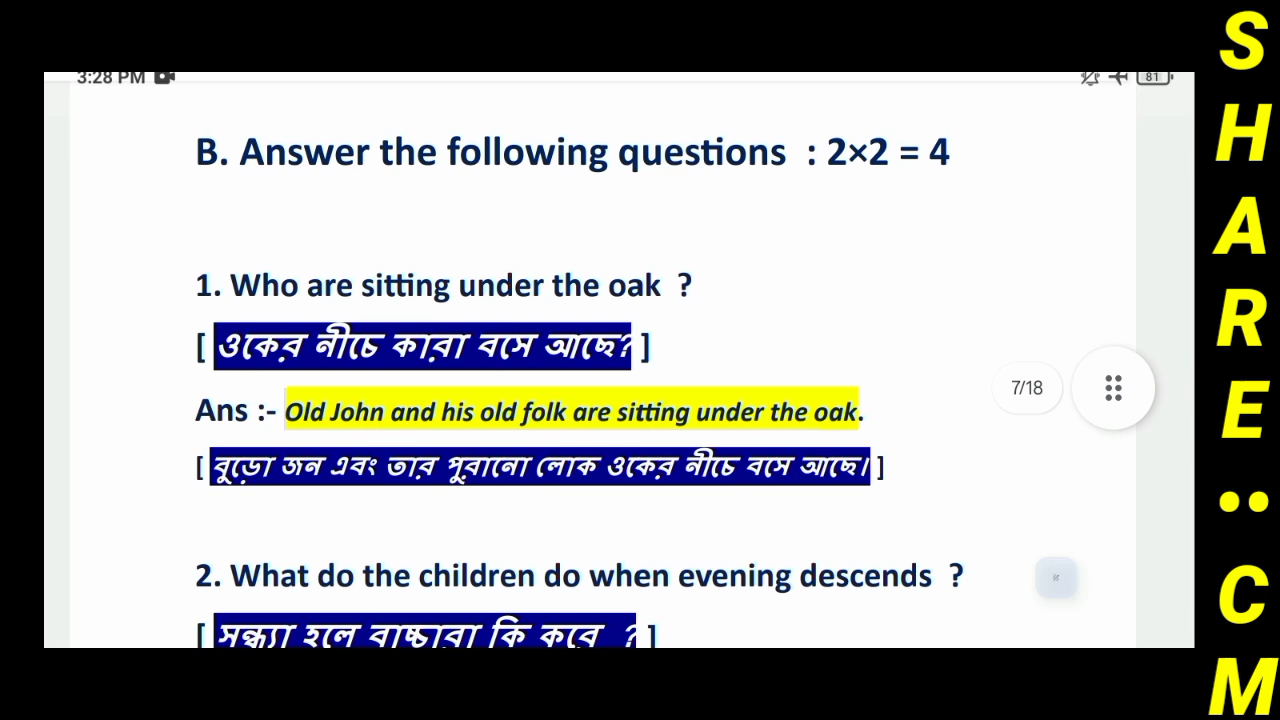 3:28 PM
81
B. Answer the following questions : 2×2 = 4
1. Who are sitting under the oak ?
[ ওকের নীচে কারা বসে আছে? ]
Ans :- Old John and his old folk are sitting under the oak.
[ বুড়ো জন এবং তার পুরানো লোক ওকের নীচে বসে আছে। ]
7/18
2. What do the children do when evening descends ?
[ সন্ধ্যা হলে বাচ্চারা কি করে ? ]
SHARE..CM